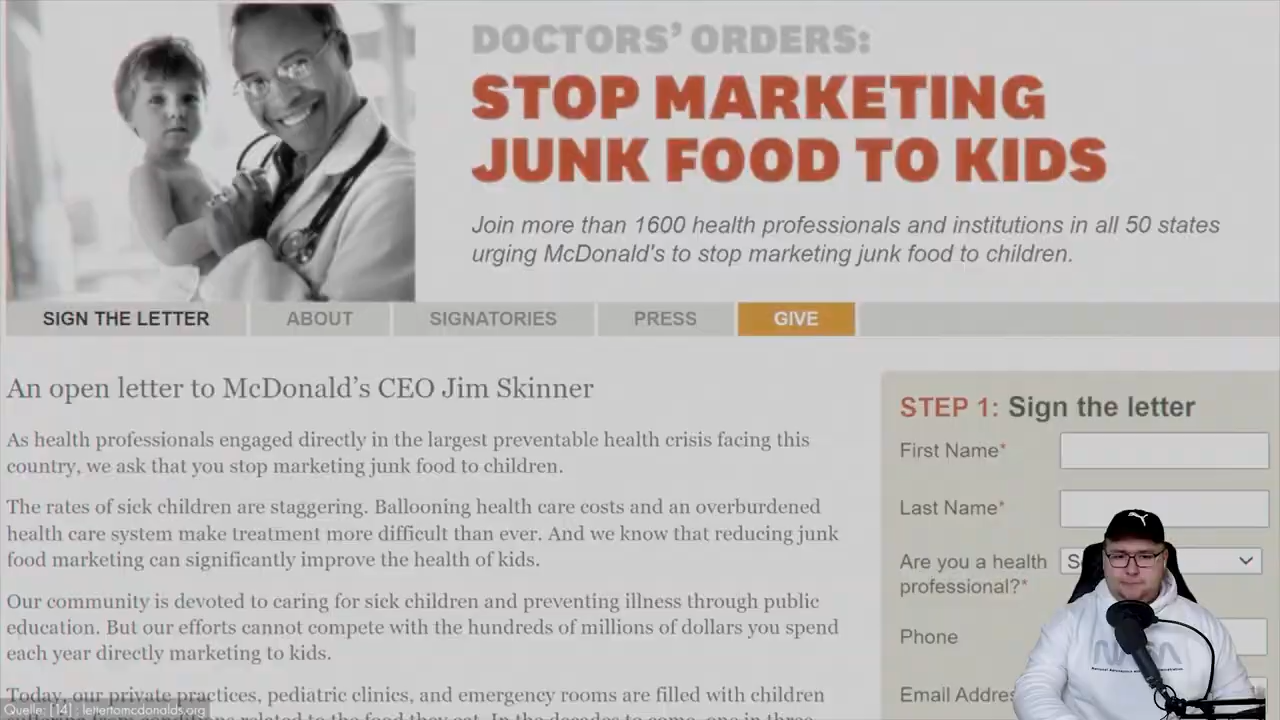 DOCTORS' ORDERS:
STOP MARKETING
JUNK FOOD TO KIDS
Join more than 1600 health professionals and institutions in all 50 states
urging McDonald's to stop marketing junk food to children.
SIGN THE LETTER
ABOUT
SIGNATORIES
PRESS
GIVE
An open letter to McDonald's CEO Jim Skinner
As health professionals engaged directly in the largest preventable health crisis facing this
country, we ask that you stop marketing junk food to children.
The rates of sick children are staggering. Ballooning health care costs and an overburdened
health care system make treatment more difficult than ever. And we know that reducing junk
food marketing can significantly improve the health of kids.
Our community is devoted to caring for sick children and preventing illness through public
education. But our efforts cannot compete with the hundreds of millions of dollars you spend
each year directly marketing to kids.
Today, our private practices, pediatric clinics, and emergency rooms are filled with children
STEP 1: Sign the letter
First Name*
Last Name*
Are you a health
professional?*
Phone
Email
NASA
Quelle: [14] : lettertomcdonalds.org